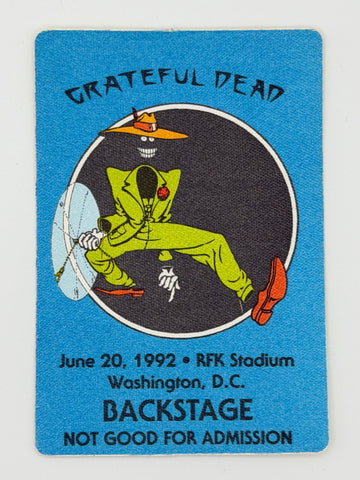 GRATEFUL DEAD
June 20, 1992 • RFK Stadium
Washington, D.C.
BACKSTAGE
NOT GOOD FOR ADMISSION